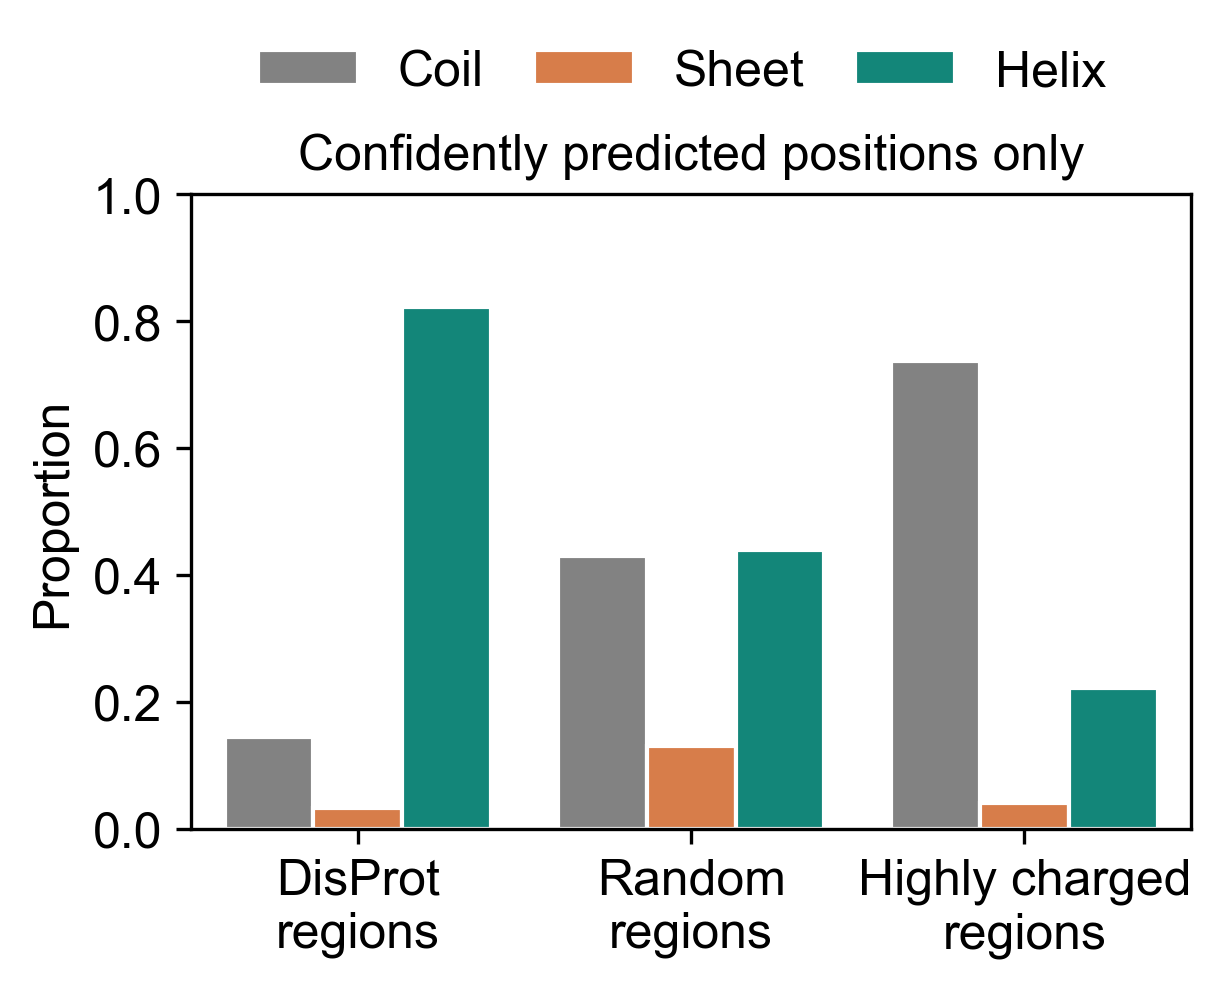 Coil Sheet Helix
Confidently predicted positions only
1.0
0.8
0.6
0.4
0.2
0.0
Proportion
DisProt
regions
Random
regions
Highly charged
regions